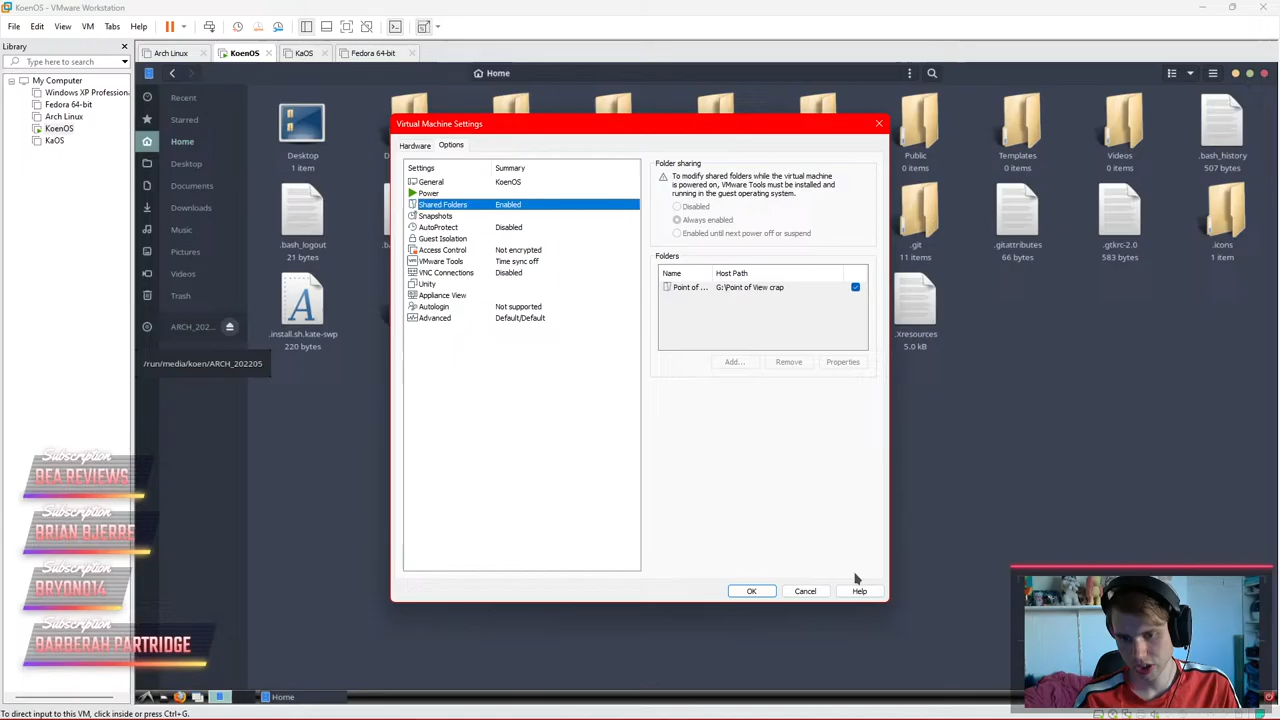 KoenOS - VMware Workstation
File Edit View VM Tabs Help
Library
Type here to search
My Computer
Windows XP Profession...
Fedora 64-bit
Arch Linux
KoenOS
KaOS
Arch Linux KoenOS KaOS Fedora 64-bit
Home
Recent
Starred
Home
Desktop
Documents
Downloads
Music
Pictures
Videos
Trash
ARCH_202...
/run/media/koen/ARCH_202205
Desktop
1 item
Public
0 items
Templates
0 items
Videos
0 items
.bash_history
507 bytes
.bash_logout
21 bytes
.git
11 items
.gitattributes
66 bytes
.gtkrc-2.0
583 bytes
.icons
1 item
.install.sh.kate-swp
220 bytes
.Xresources
5.0 kB
Virtual Machine Settings
Hardware Options
Settings Summary
General KoenOS
Power
Shared Folders Enabled
Snapshots
AutoProtect Disabled
Guest Isolation
Access Control Not encrypted
VMware Tools Time sync off
VNC Connections Disabled
Unity
Appliance View
Autologin Not supported
Advanced Default/Default
Folder sharing
To modify shared folders while the virtual machine
is powered on, VMware Tools must be installed and
running in the guest operating system.
Disabled
Always enabled
Enabled until next power off or suspend
Folders
Name Host Path
Point of ... G:\Point of View crap
Add... Remove Properties
OK Cancel Help
Subscription
BEA REVIEWS
Subscription
BRIAN BJERRE
Subscription
BRYONO14
Subscription
BARBERAH PARTRIDGE
Home
To direct input to this VM, click inside or press Ctrl+G.